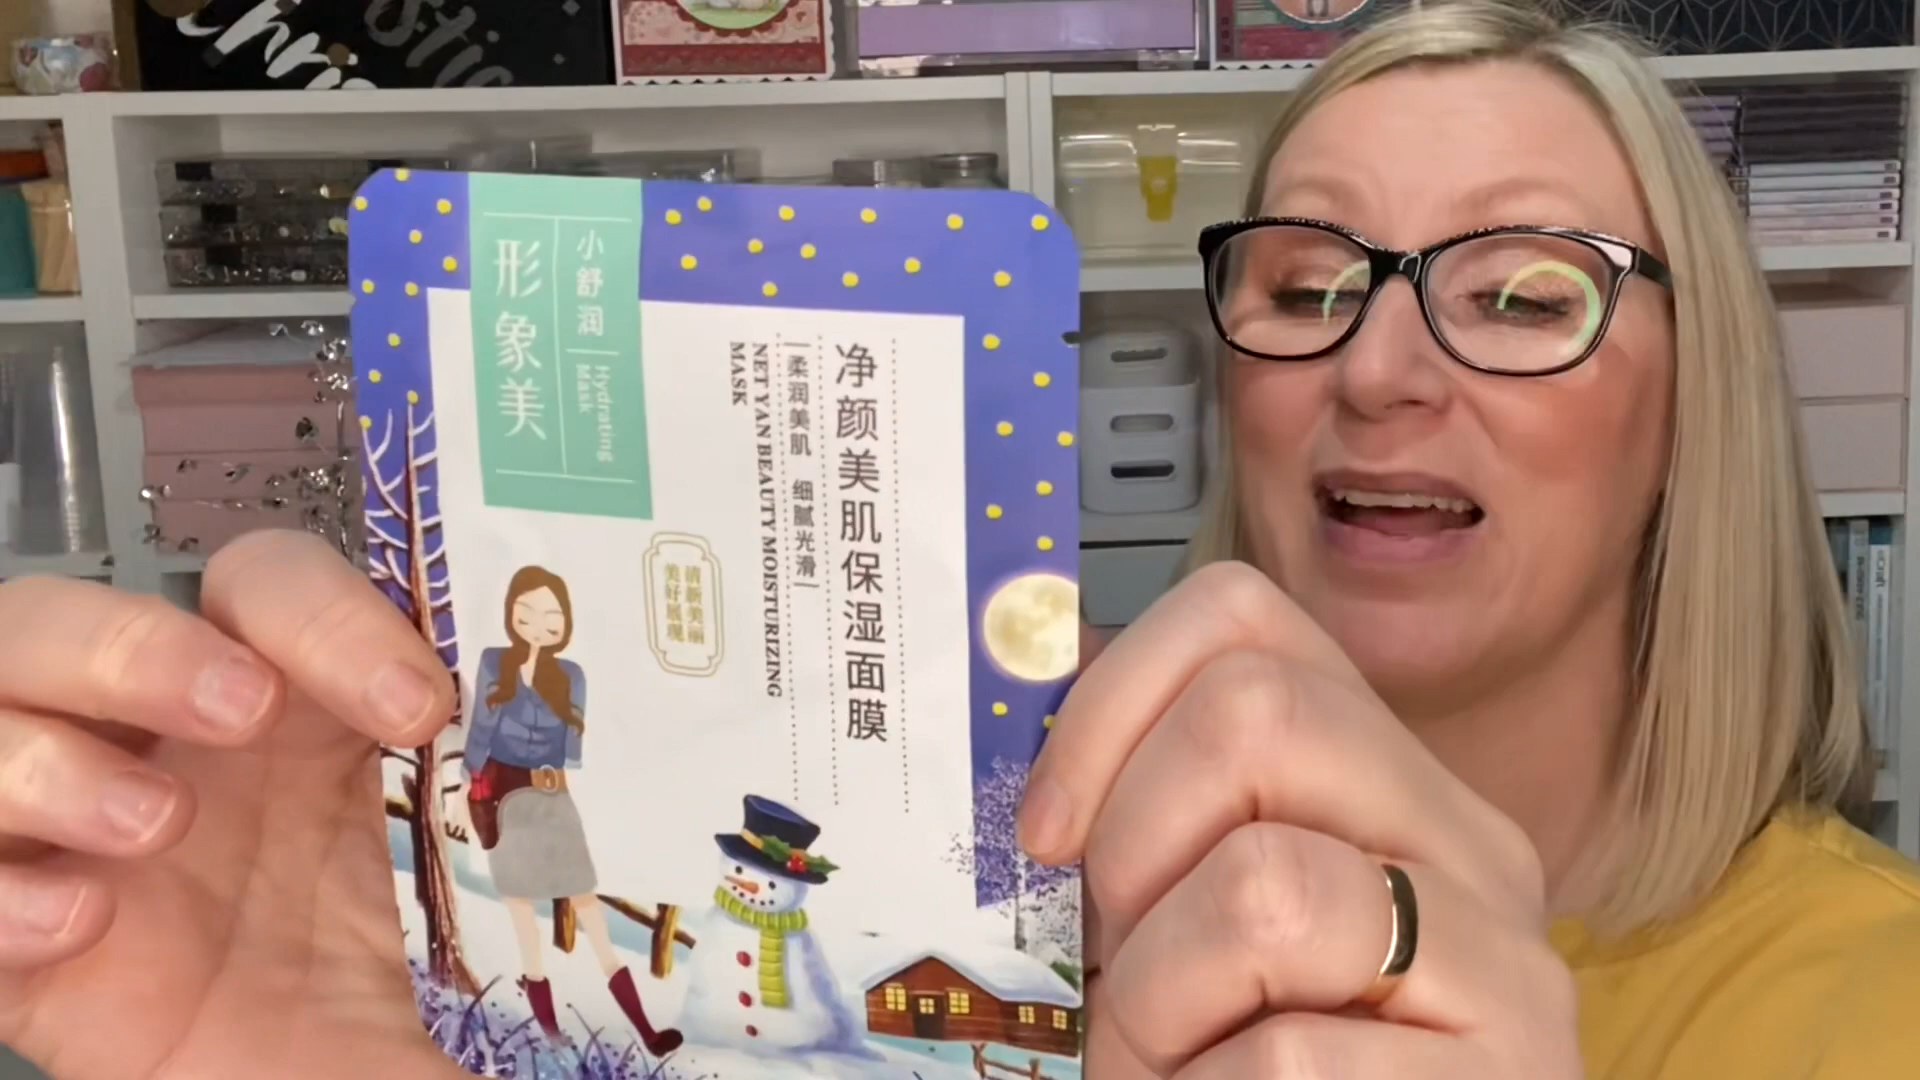 形象美
小舒润
Hydrating
Mask
净颜美肌保湿面膜
柔润美肌 细腻光滑
NET YAN BEAUTY MOISTURIZING
MASK
清新美丽
美好展现